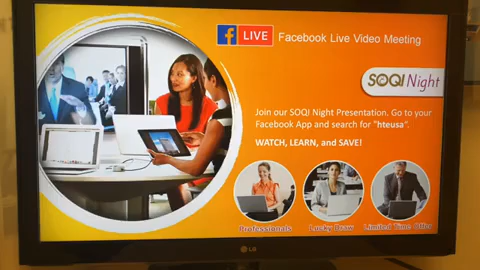 f LIVE Facebook Live Video Meeting
SOQI Night
Join our SOQI Night Presentation. Go to your
Facebook App and search for "hteusa".
WATCH, LEARN, and SAVE!
Professionals Lucky Draw Limited Time Offer
LG